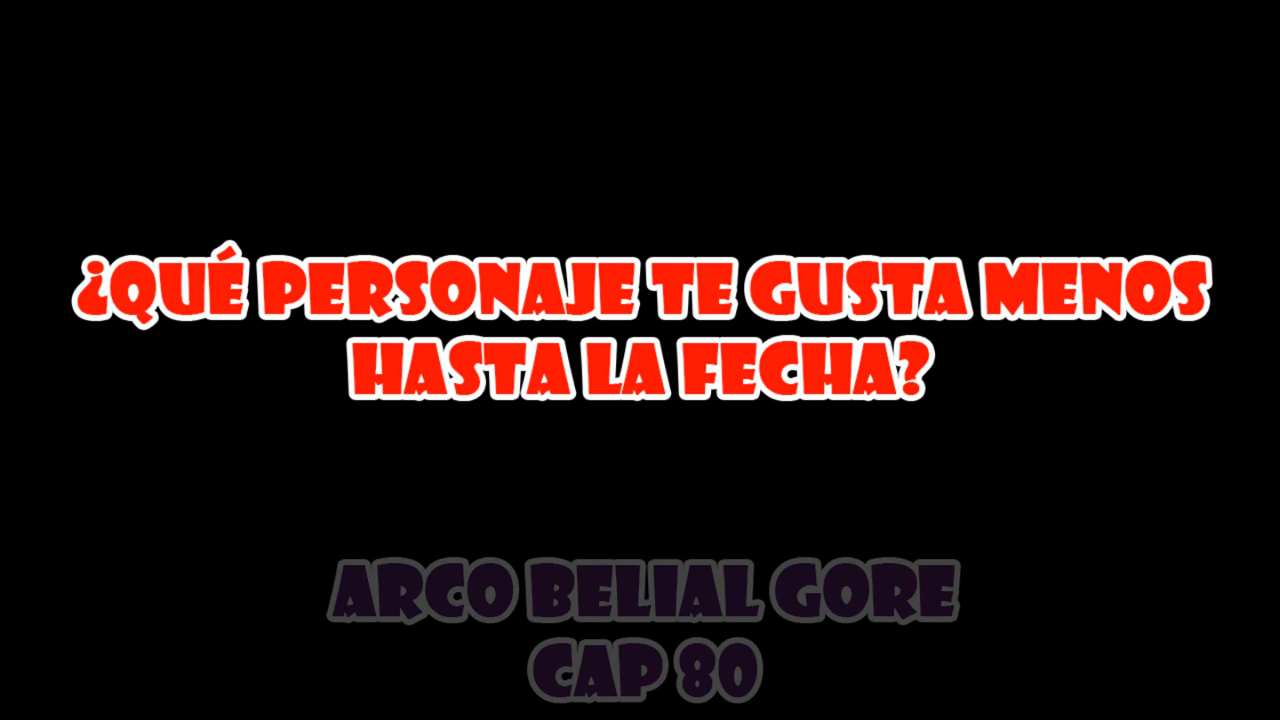 ¿QUÉ PERSONAJE TE GUSTA MENOS
HASTA LA FECHA?
ARCO BELIAL GORE
CAP 80